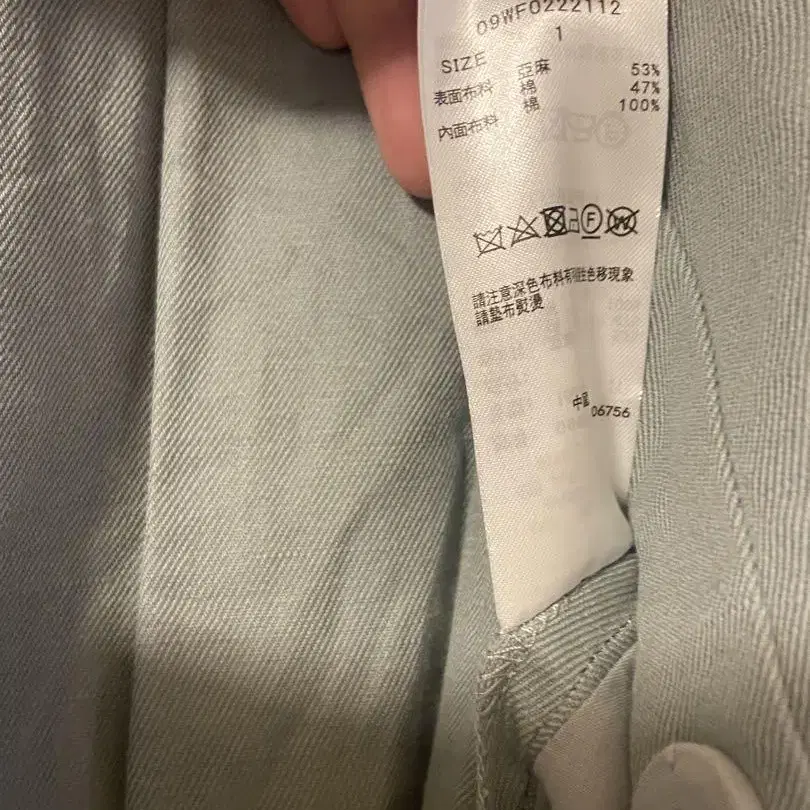 09WF0222112
SIZE 1
表面布料 亞麻 53%
棉 47%
內面布料 棉 100%
F W
請注意深色布料有可能色移現象
請墊布熨燙
中國 06756